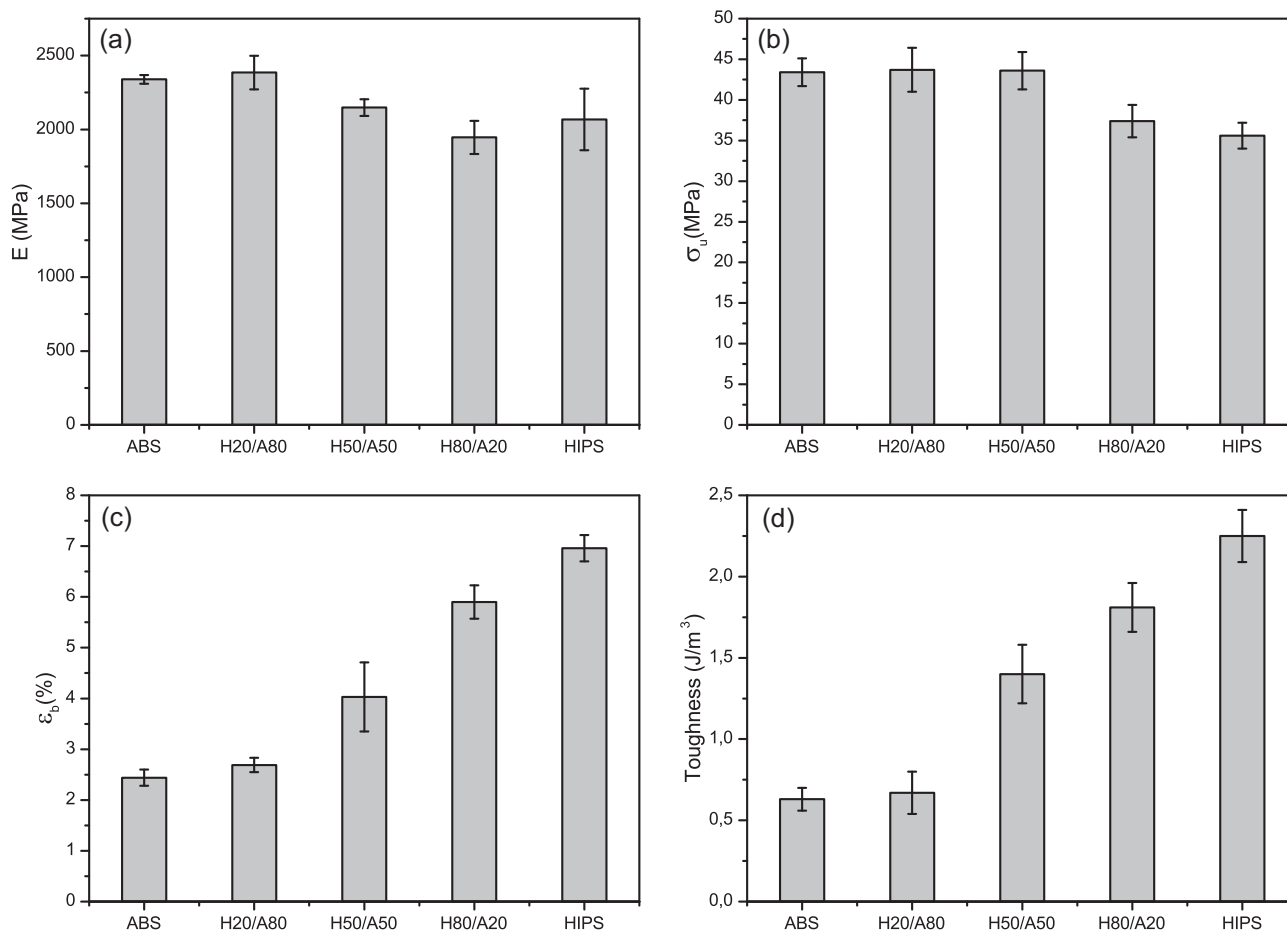 (a)
E (MPa)
2500
2000
1500
1000
500
0
ABS H20/A80 H50/A50 H80/A20 HIPS
(b)
σu(MPa)
50
45
40
35
30
25
20
15
10
5
0
ABS H20/A80 H50/A50 H80/A20 HIPS
(c)
εb(%)
8
7
6
5
4
3
2
1
0
ABS H20/A80 H50/A50 H80/A20 HIPS
(d)
Toughness (J/m³)
2,5
2,0
1,5
1,0
0,5
0,0
ABS H20/A80 H50/A50 H80/A20 HIPS